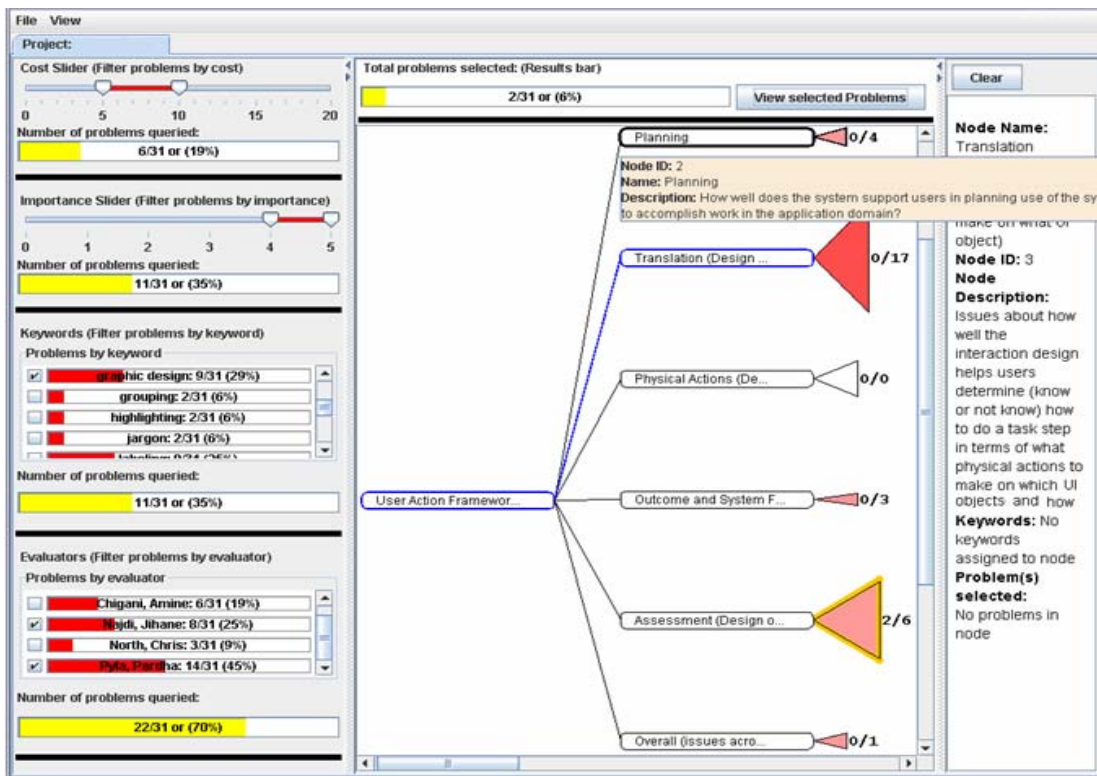 File View
Project:
Cost Slider (Filter problems by cost)
0 5 10 15 20
Number of problems queried:
6/31 or (19%)
Importance Slider (Filter problems by importance)
0 1 2 3 4 5
Number of problems queried:
11/31 or (35%)
Keywords (Filter problems by keyword)
Problems by keyword
graphic design: 9/31 (29%)
grouping: 2/31 (6%)
highlighting: 2/31 (6%)
jargon: 2/31 (6%)
Number of problems queried:
11/31 or (35%)
Evaluators (Filter problems by evaluator)
Problems by evaluator
Chigani, Amine: 6/31 (19%)
Najdi, Jihane: 8/31 (25%)
North, Chris: 3/31 (9%)
Pyla, Pardha: 14/31 (45%)
Number of problems queried:
22/31 or (70%)
Total problems selected: (Results bar)
2/31 or (6%)
View selected Problems
Planning 0/4
Node ID: 2
Name: Planning
Description: How well does the system support users in planning use of the sy
to accomplish work in the application domain?
Translation (Design ... 0/17
Physical Actions (De... 0/0
User Action Framewor...
Outcome and System F... 0/3
Assessment (Design o... 2/6
Overall (issues acro... 0/1
Clear
Node Name:
Translation
make on what UI
object)
Node ID: 3
Node
Description:
Issues about how
well the
interaction design
helps users
determine (know
or not know) how
to do a task step
in terms of what
physical actions to
make on which UI
objects and how
Keywords: No
keywords
assigned to node
Problem(s)
selected:
No problems in
node